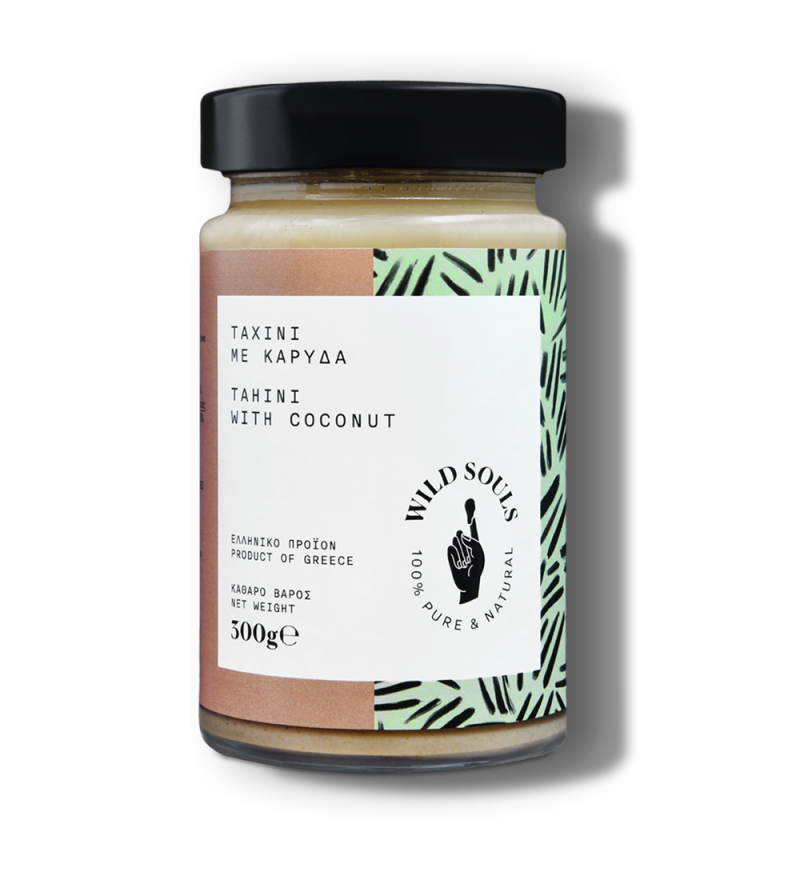 ΤΑΧΙΝΙ
ΜΕ ΚΑΡΥΔΑ
TAHINI
WITH COCONUT
WILD SOULS
100% PURE & NATURAL
ΕΛΛΗΝΙΚΟ ΠΡΟΪΟΝ
PRODUCT OF GREECE
ΚΑΘΑΡΟ ΒΑΡΟΣ
NET WEIGHT
300g℮